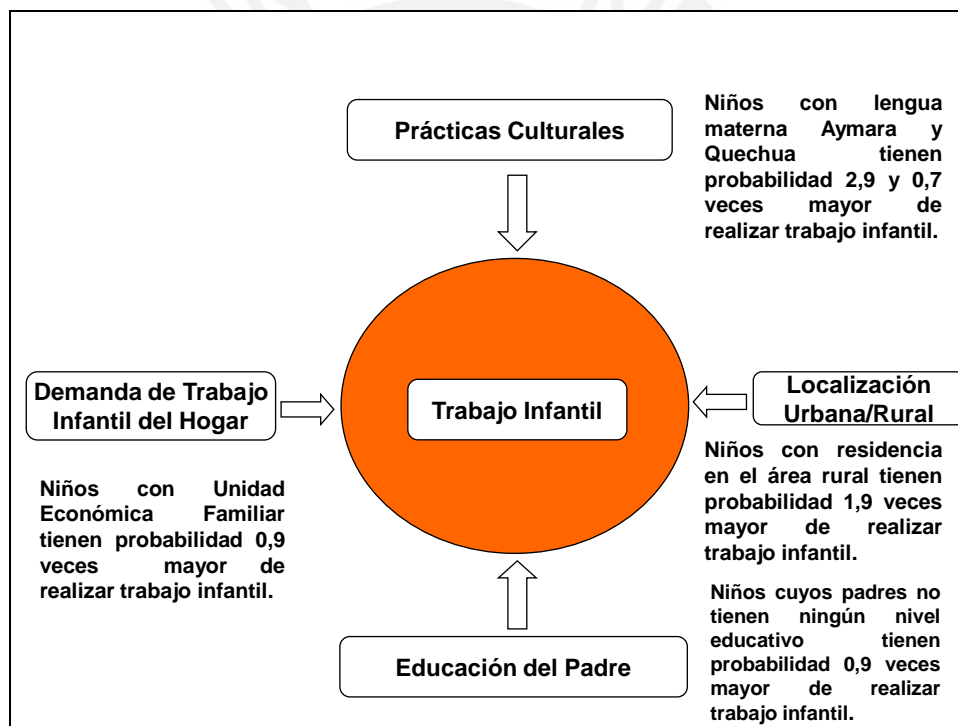 Prácticas Culturales
Niños con lengua
materna Aymara y
Quechua tienen
probabilidad 2,9 y 0,7
veces mayor de
realizar trabajo infantil.
Demanda de Trabajo
Infantil del Hogar
Niños con Unidad
Económica Familiar
tienen probabilidad 0,9
veces mayor de
realizar trabajo infantil.
Trabajo Infantil
Localización
Urbana/Rural
Niños con residencia
en el área rural tienen
probabilidad 1,9 veces
mayor de realizar
trabajo infantil.
Educación del Padre
Niños cuyos padres no
tienen ningún nivel
educativo tienen
probabilidad 0,9 veces
mayor de realizar
trabajo infantil.